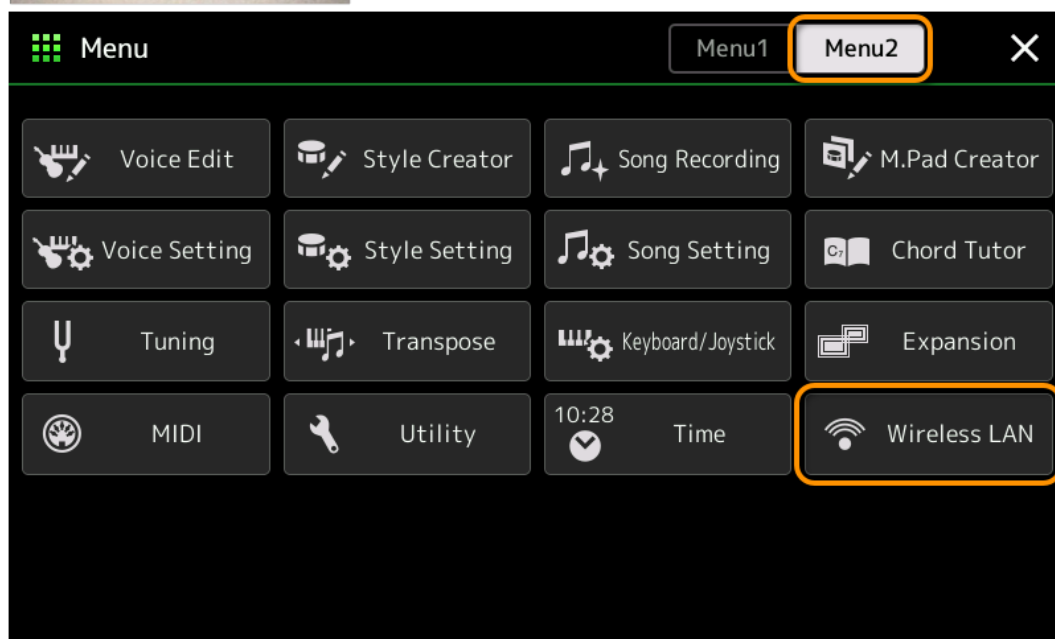 Menu
Menu1
Menu2
Voice Edit
Style Creator
Song Recording
M.Pad Creator
Voice Setting
Style Setting
Song Setting
C7
Chord Tutor
Tuning
Transpose
Keyboard/Joystick
Expansion
MIDI
Utility
10:28
Time
Wireless LAN